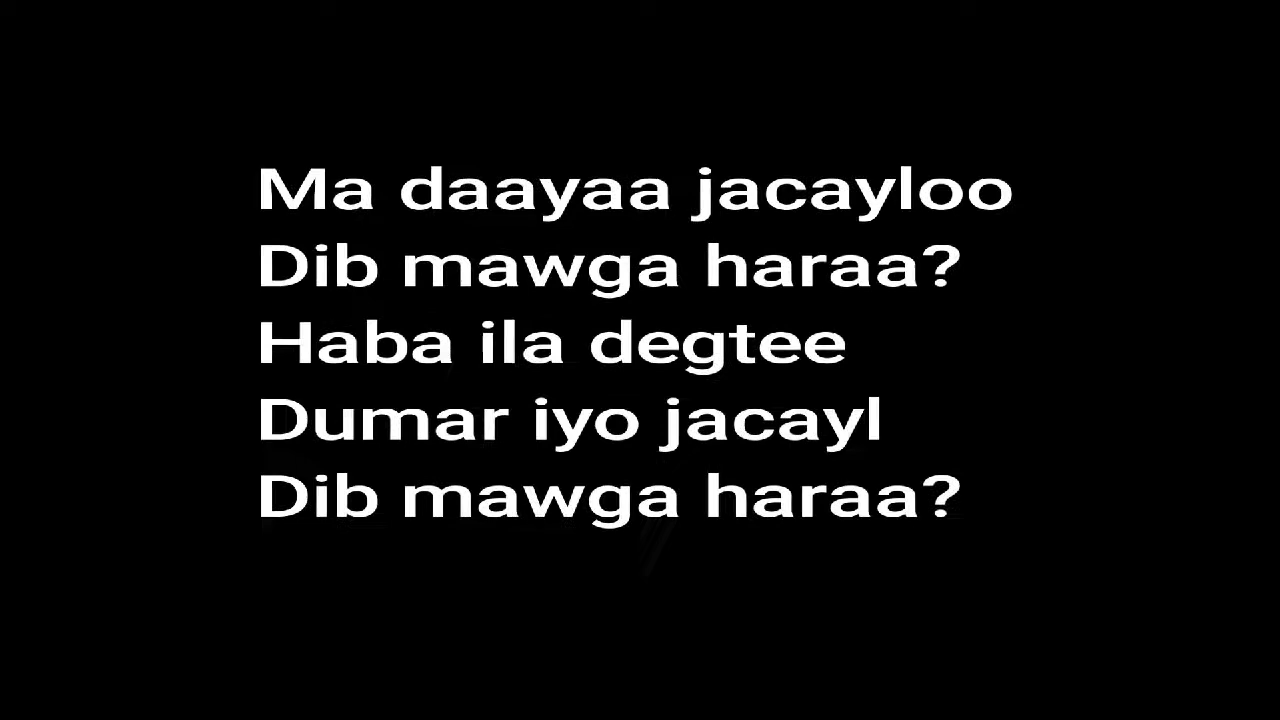 Ma daayaa jacayloo
Dib mawga haraa?
Haba ila degtee
Dumar iyo jacayl
Dib mawga haraa?